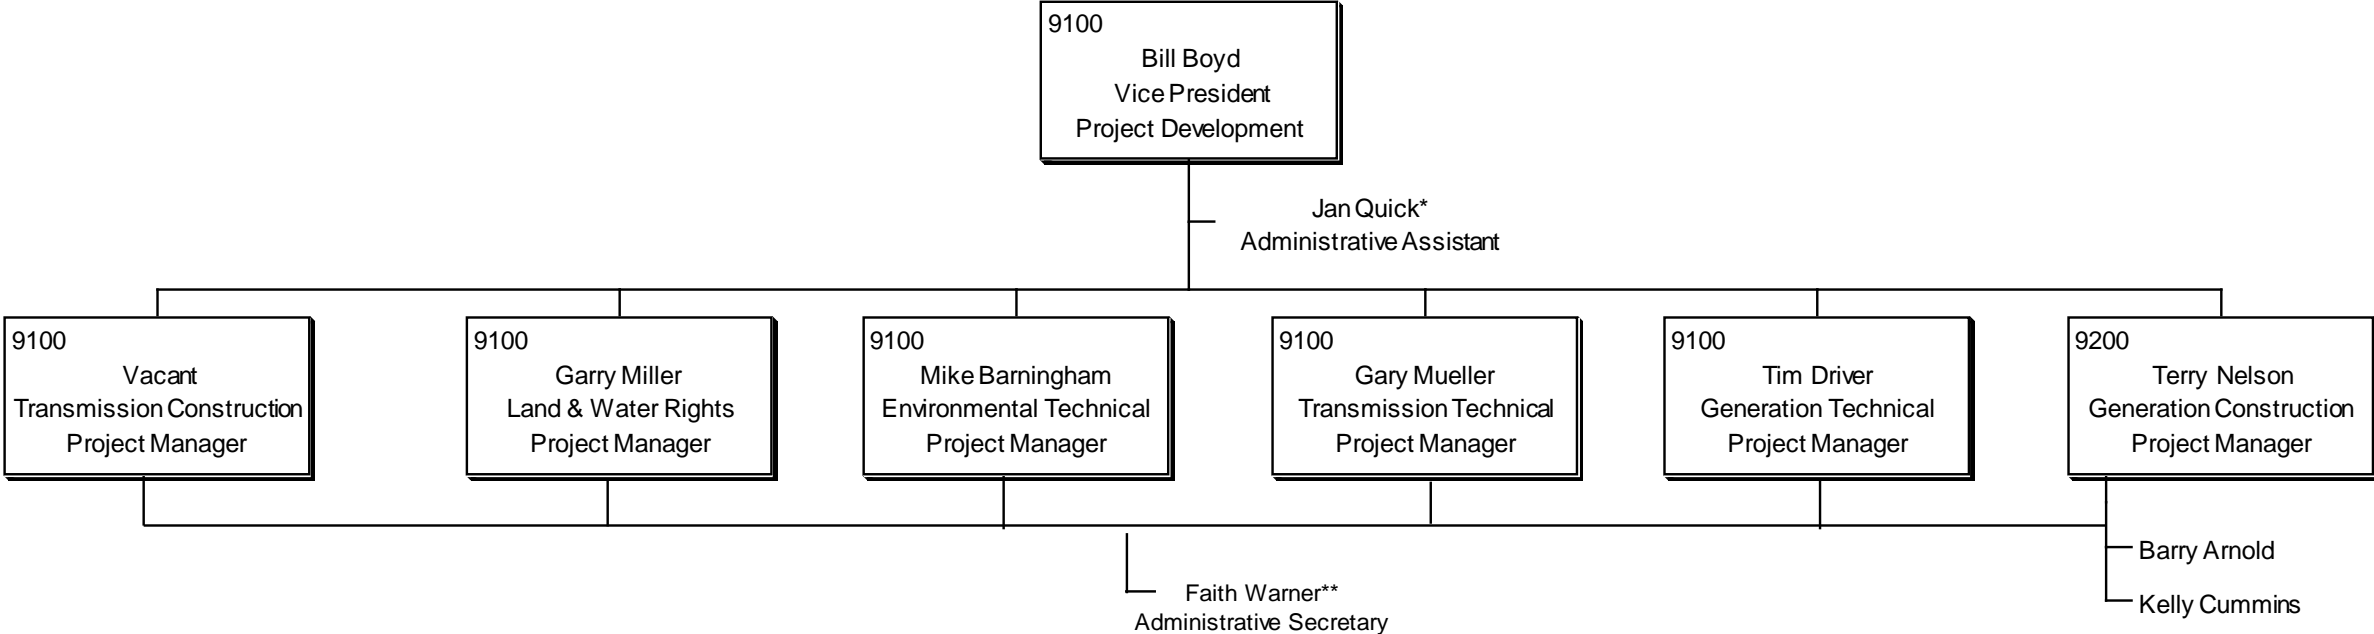 9100
Bill Boyd
Vice President
Project Development
Jan Quick*
Administrative Assistant
9100
Vacant
Transmission Construction
Project Manager
9100
Garry Miller
Land & Water Rights
Project Manager
9100
Mike Barningham
Environmental Technical
Project Manager
9100
Gary Mueller
Transmission Technical
Project Manager
9100
Tim Driver
Generation Technical
Project Manager
9200
Terry Nelson
Generation Construction
Project Manager
Barry Arnold
Kelly Cummins
Faith Warner**
Administrative Secretary